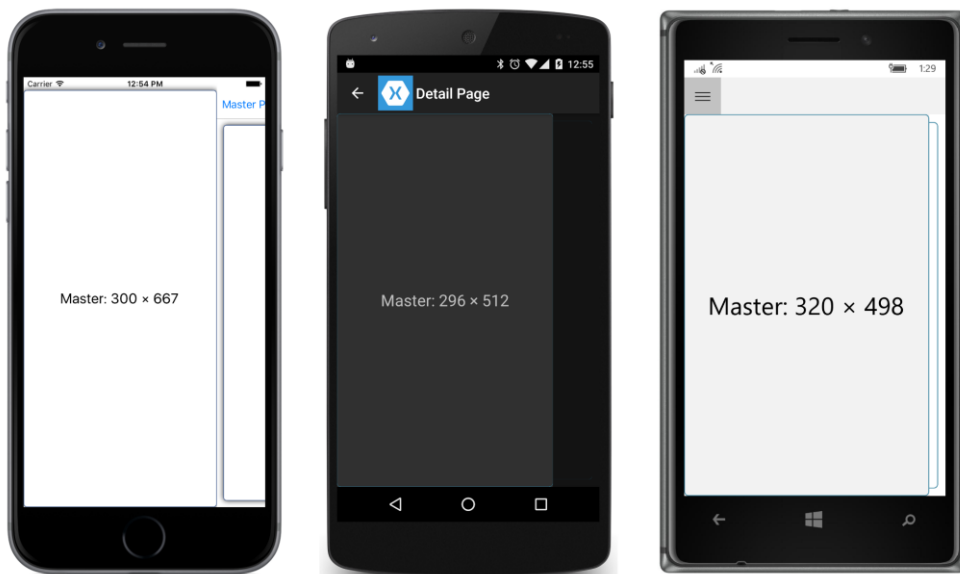 Carrier 12:54 PM
Master P
Master: 300 × 667
12:55
Detail Page
Master: 296 × 512
1:29
Master: 320 × 498